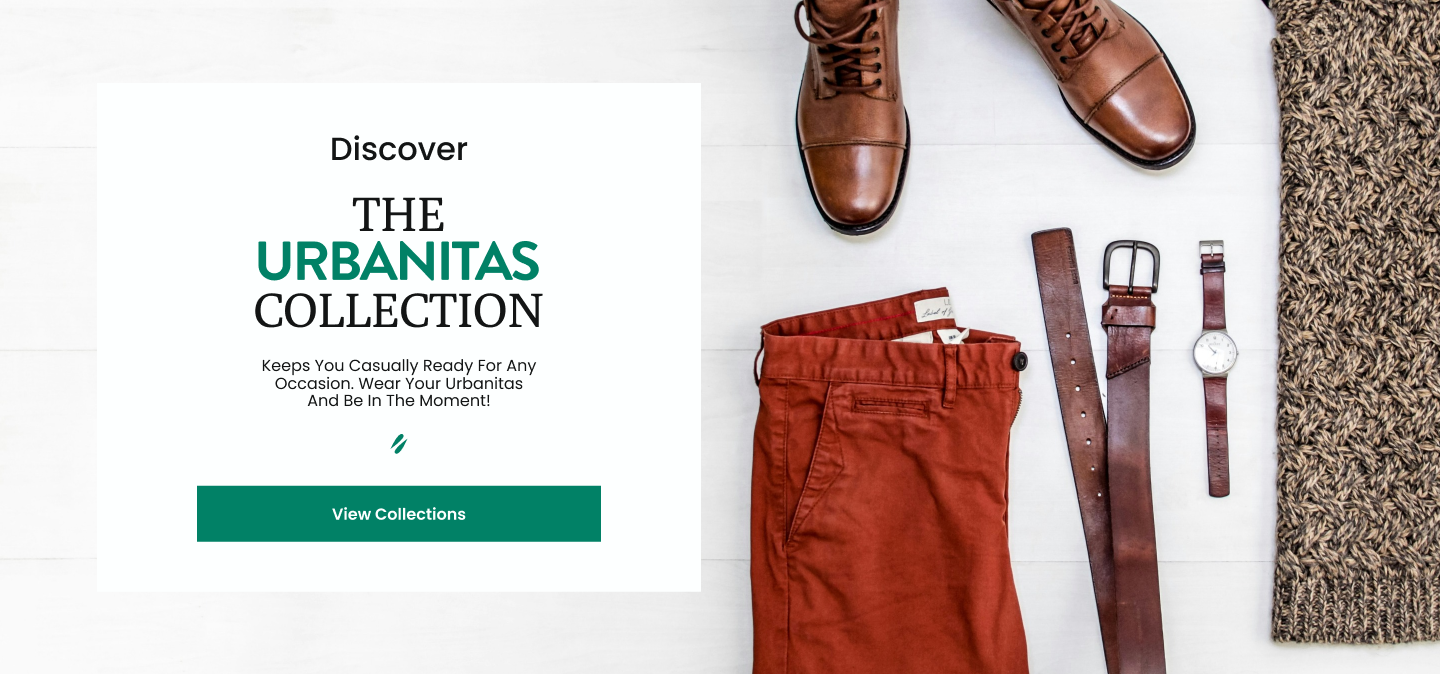 Discover
THE
URBANITAS
COLLECTION
Keeps You Casually Ready For Any
Occasion. Wear Your Urbanitas
And Be In The Moment!
View Collections